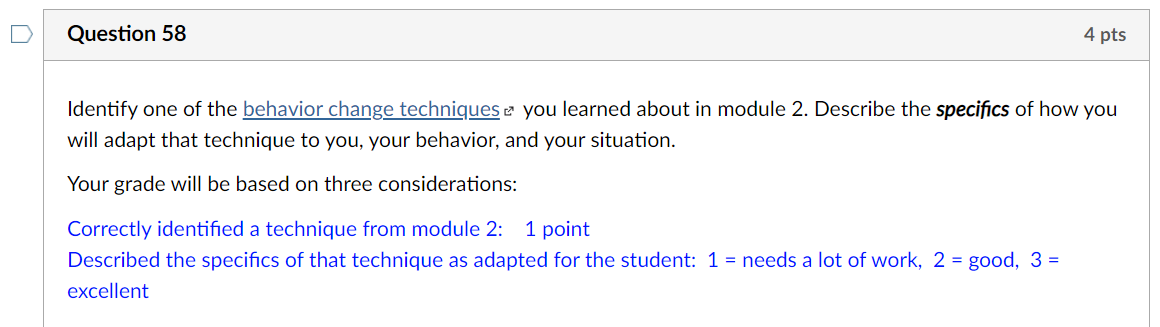 Question 58
4 pts
Identify one of the behavior change techniques you learned about in module 2. Describe the specifics of how you
will adapt that technique to you, your behavior, and your situation.
Your grade will be based on three considerations:
Correctly identified a technique from module 2: 1 point
Described the specifics of that technique as adapted for the student: 1 = needs a lot of work, 2 = good, 3 =
excellent